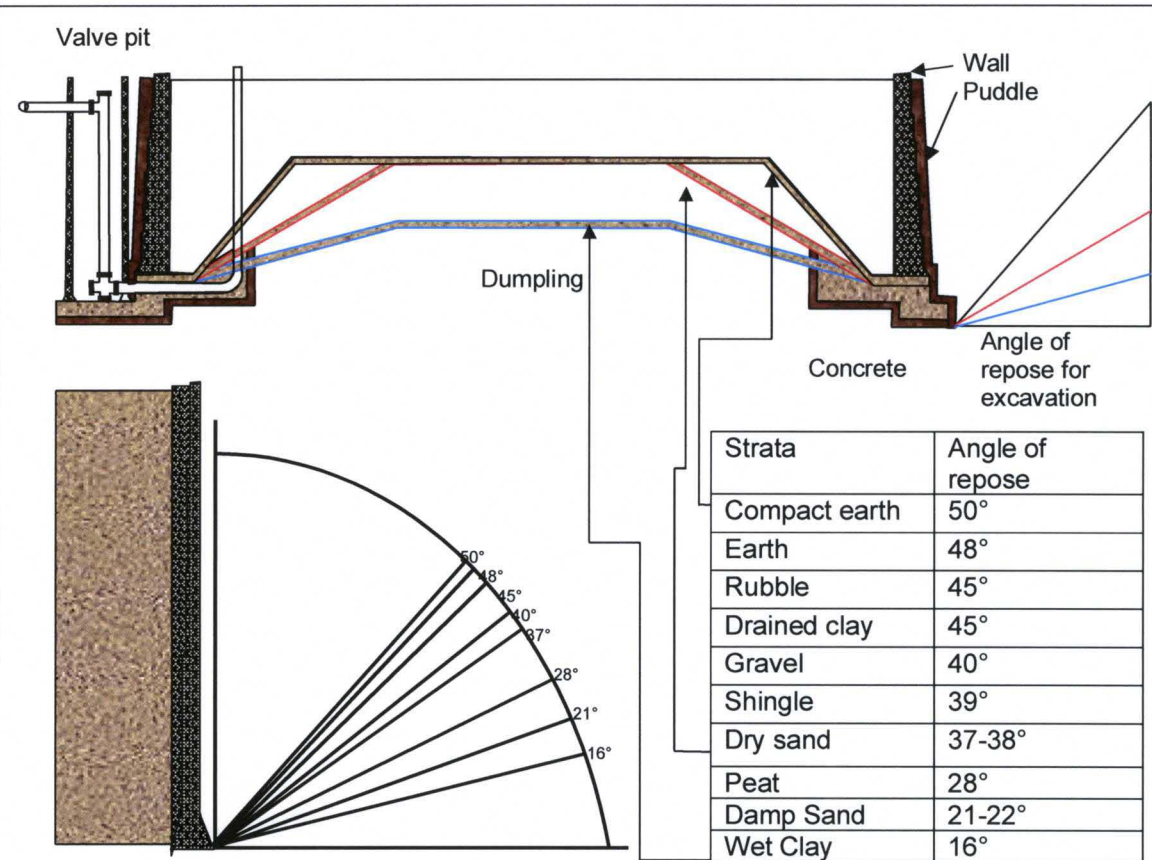 Valve pit
Wall
Puddle
Dumpling
Concrete
Angle of
repose for
excavation
50°
48°
45°
40°
37°
28°
21°
16°
Strata Angle of
repose
Compact earth 50°
Earth 48°
Rubble 45°
Drained clay 45°
Gravel 40°
Shingle 39°
Dry sand 37-38°
Peat 28°
Damp Sand 21-22°
Wet Clay 16°